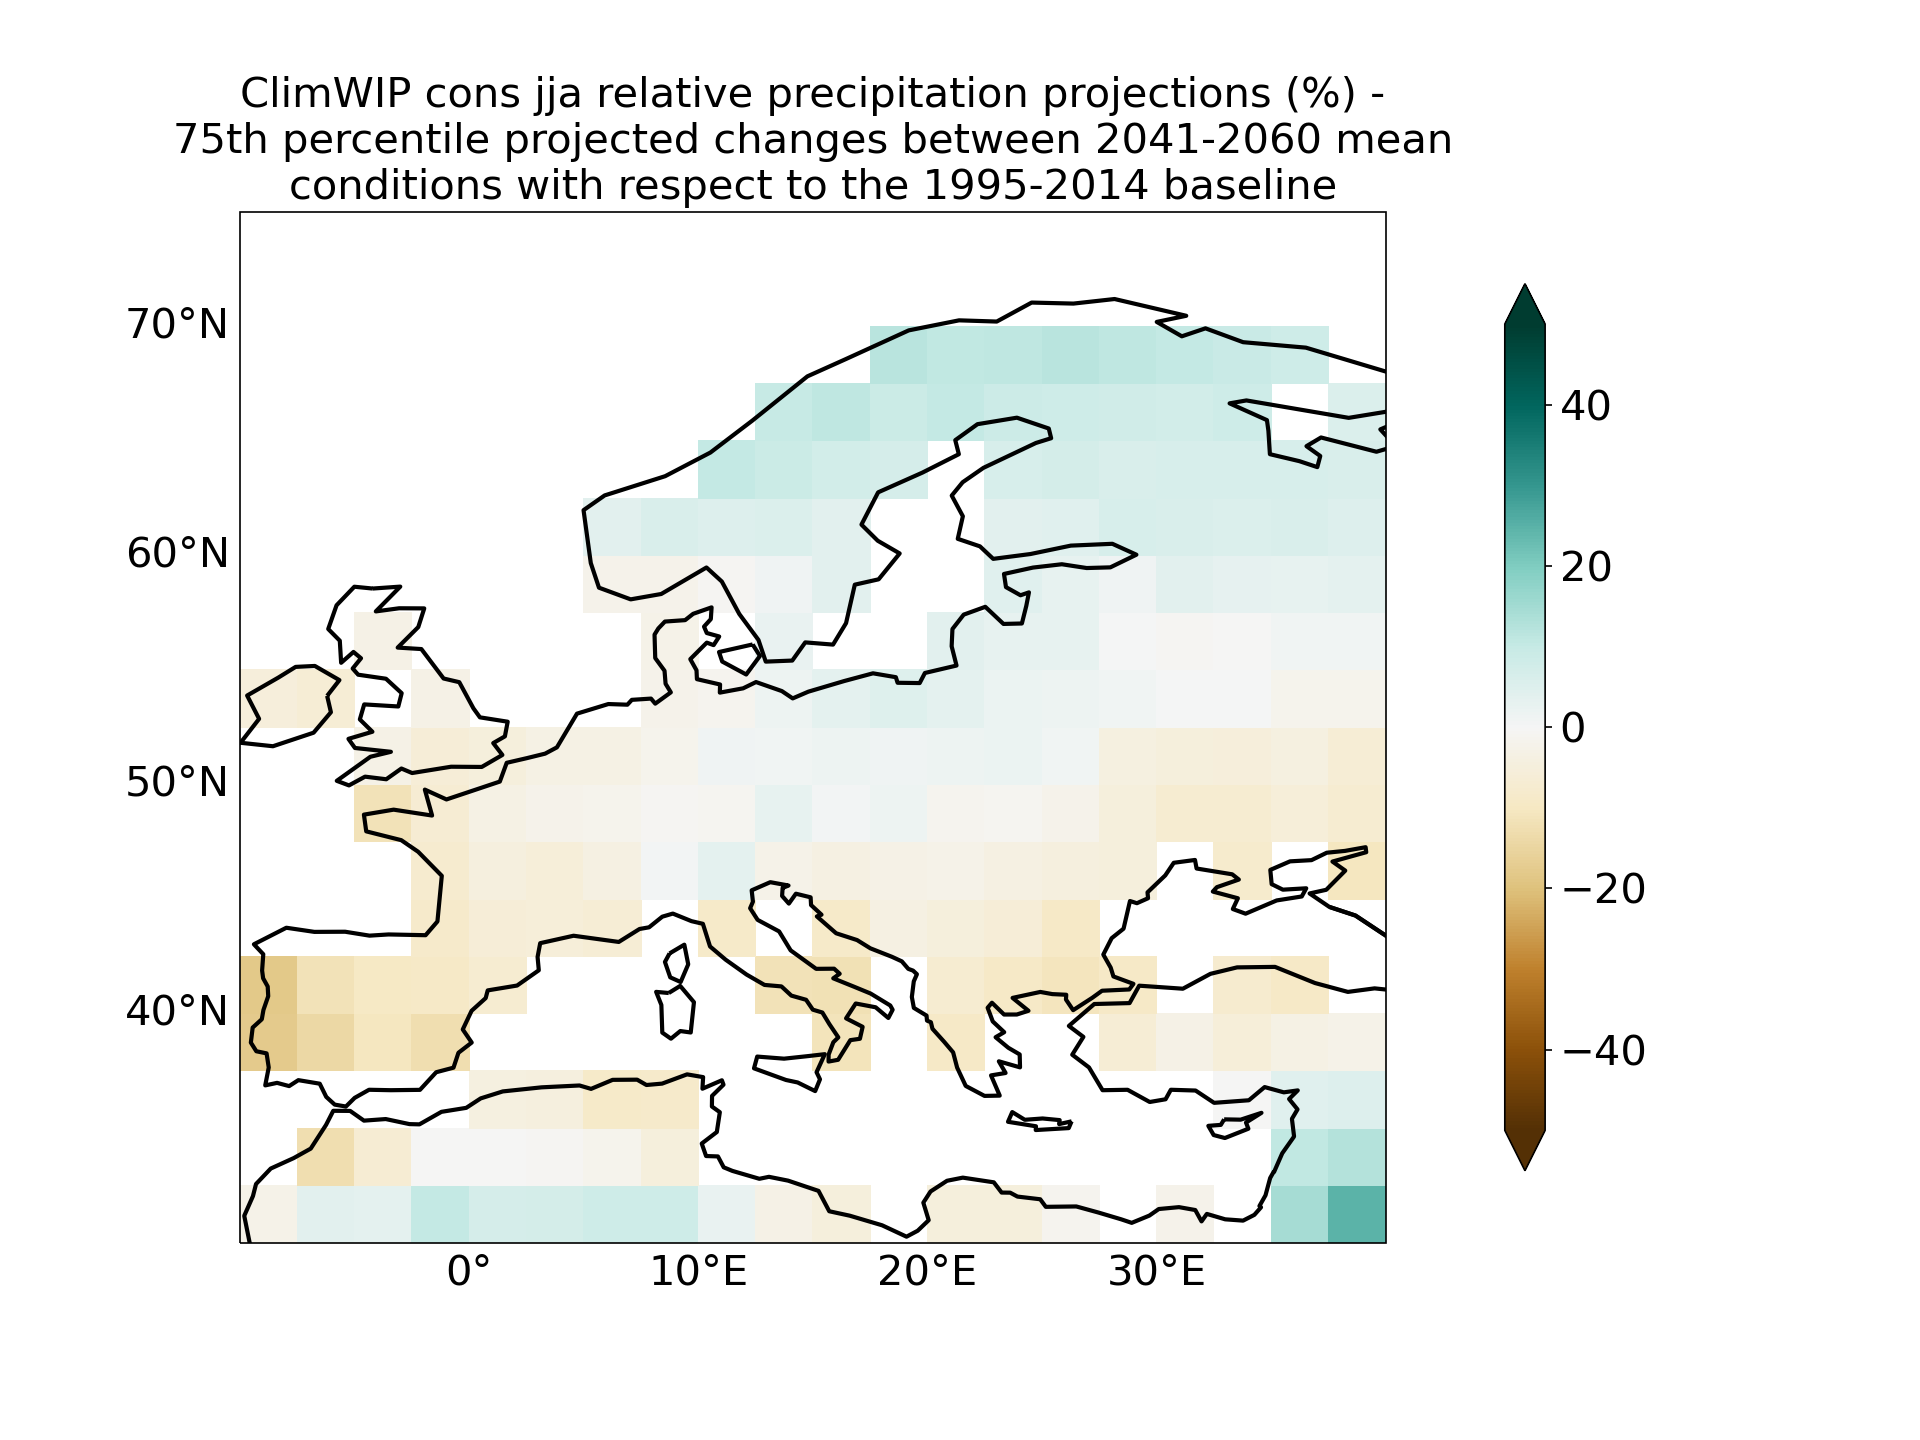 ClimWIP cons jja relative precipitation projections (%) -
75th percentile projected changes between 2041-2060 mean
conditions with respect to the 1995-2014 baseline
70°N
60°N
50°N
40°N
0°
10°E
20°E
30°E
40
20
0
−20
−40